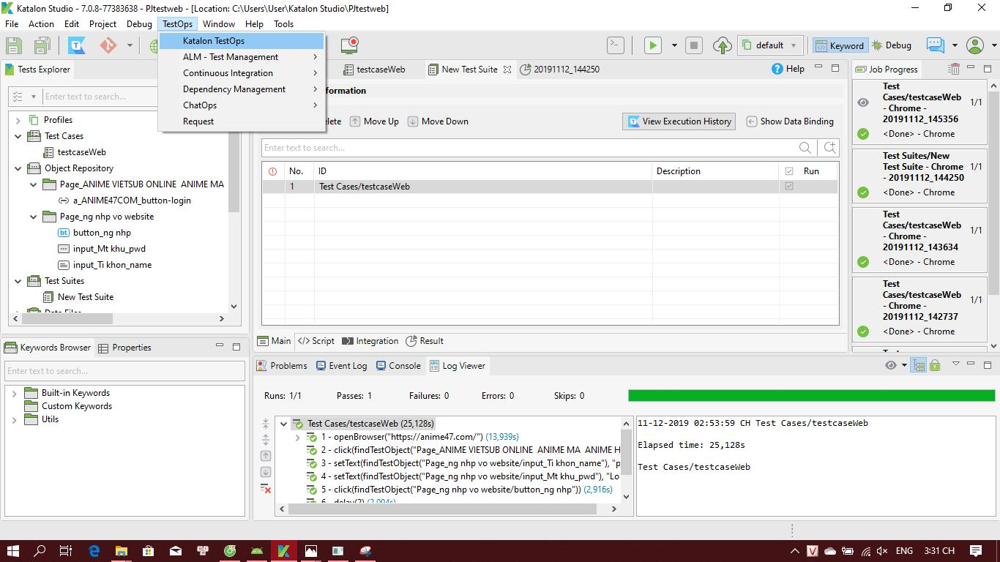 Katalon Studio - 7.0.8-77383638 - PJtestweb - [Location: C:\Users\User\Katalon Studio\PJtestweb]
File Action Edit Project Debug TestOps Window Help Tools
Katalon TestOps
ALM - Test Management
Continuous Integration
Dependency Management
ChatOps
Request
default
Keyword
Debug
Tests Explorer
Enter text to search...
Profiles
Test Cases
testcaseWeb
Object Repository
Page_ANIME VIETSUB ONLINE  ANIME MA
a_ANIME47COM_button-login
Page_ng nhp vo website
button_ng nhp
input_Mt khu_pwd
input_Ti khon_name
Test Suites
New Test Suite
testcaseWeb
New Test Suite
20191112_144250
Help
formation
lete Move Up Move Down View Execution History Show Data Binding
Enter text to search...
No. ID Description Run
1 Test Cases/testcaseWeb
Main Script Integration Result
Job Progress
Test
Cases/testcaseWeb
- Chrome -
20191112_145356
1/1
<Done> - Chrome
Test Suites/New
Test Suite - Chrome
- 20191112_144250
1/1
<Done> - Chrome
Test
Cases/testcaseWeb
- Chrome -
20191112_143634
1/1
<Done> - Chrome
Test
Cases/testcaseWeb
- Chrome -
20191112_142737
1/1
<Done> - Chrome
Keywords Browser Properties
Enter text to search...
Built-in Keywords
Custom Keywords
Utils
Problems Event Log Console Log Viewer
Runs: 1/1 Passes: 1 Failures: 0 Errors: 0 Skips: 0
Test Cases/testcaseWeb (25,128s)
1 - openBrowser("https://anime47.com/") (13,939s)
2 - click(findTestObject("Page_ANIME VIETSUB ONLINE  ANIME MA  ANIME H
3 - setText(findTestObject("Page_ng nhp vo website/input_Ti khon_name"), "p
4 - setText(findTestObject("Page_ng nhp vo website/input_Mt khu_pwd"), "Lo
5 - click(findTestObject("Page_ng nhp vo website/button_ng nhp")) (2,916s)
6 - delay(2) (2,094s)
11-12-2019 02:53:59 CH Test Cases/testcaseWeb
Elapsed time: 25,128s
Test Cases/testcaseWeb
ENG 3:31 CH